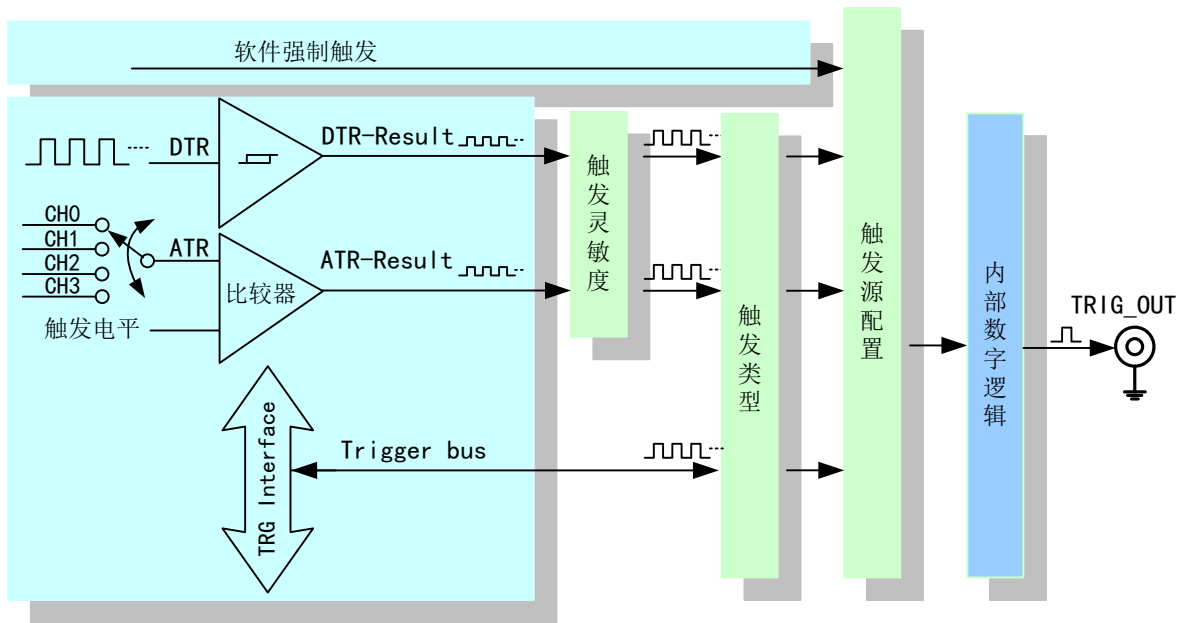 软件强制触发
DTR
DTR-Result
CH0
CH1
CH2
CH3
ATR
ATR-Result
比较器
触发电平
TRG Interface
Trigger bus
触发灵敏度
触发类型
触发源配置
内部数字逻辑
TRIG_OUT